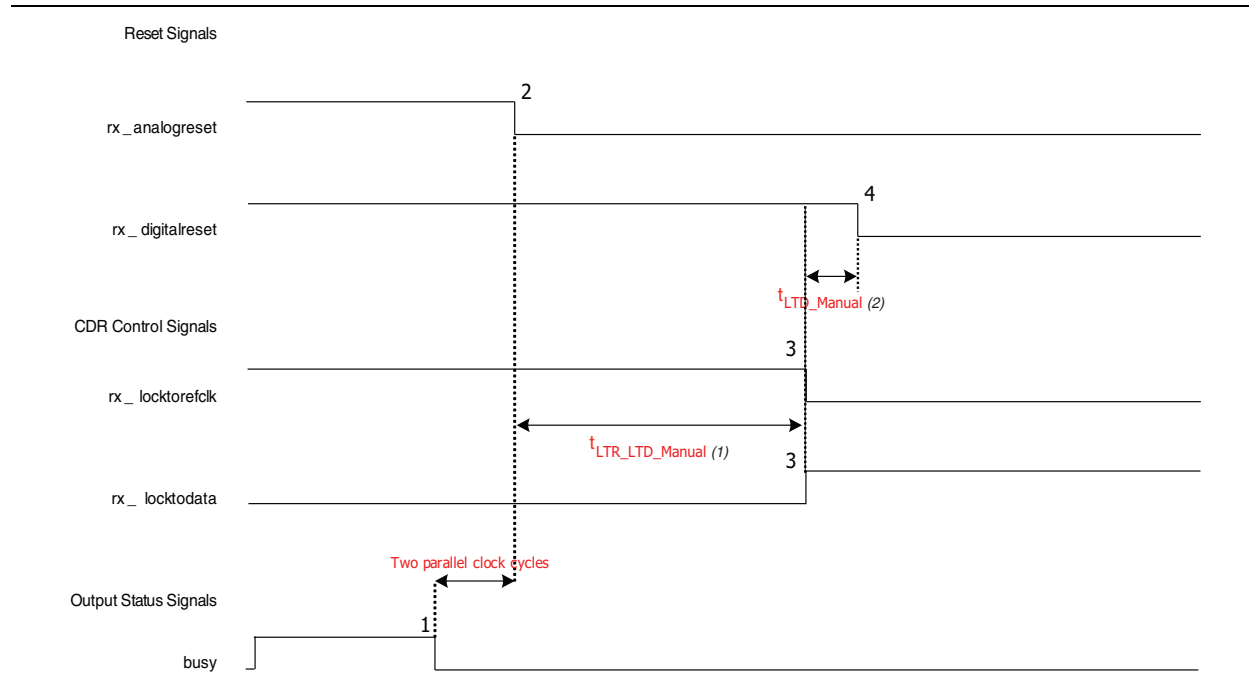 Reset Signals
2
rx _ analogreset
4
rx _ digitalreset
tLTD_Manual (2)
CDR Control Signals
3
rx _ locktorefclk
tLTR_LTD_Manual (1)
3
rx _ locktodata
Two parallel clock cycles
Output Status Signals
1
busy